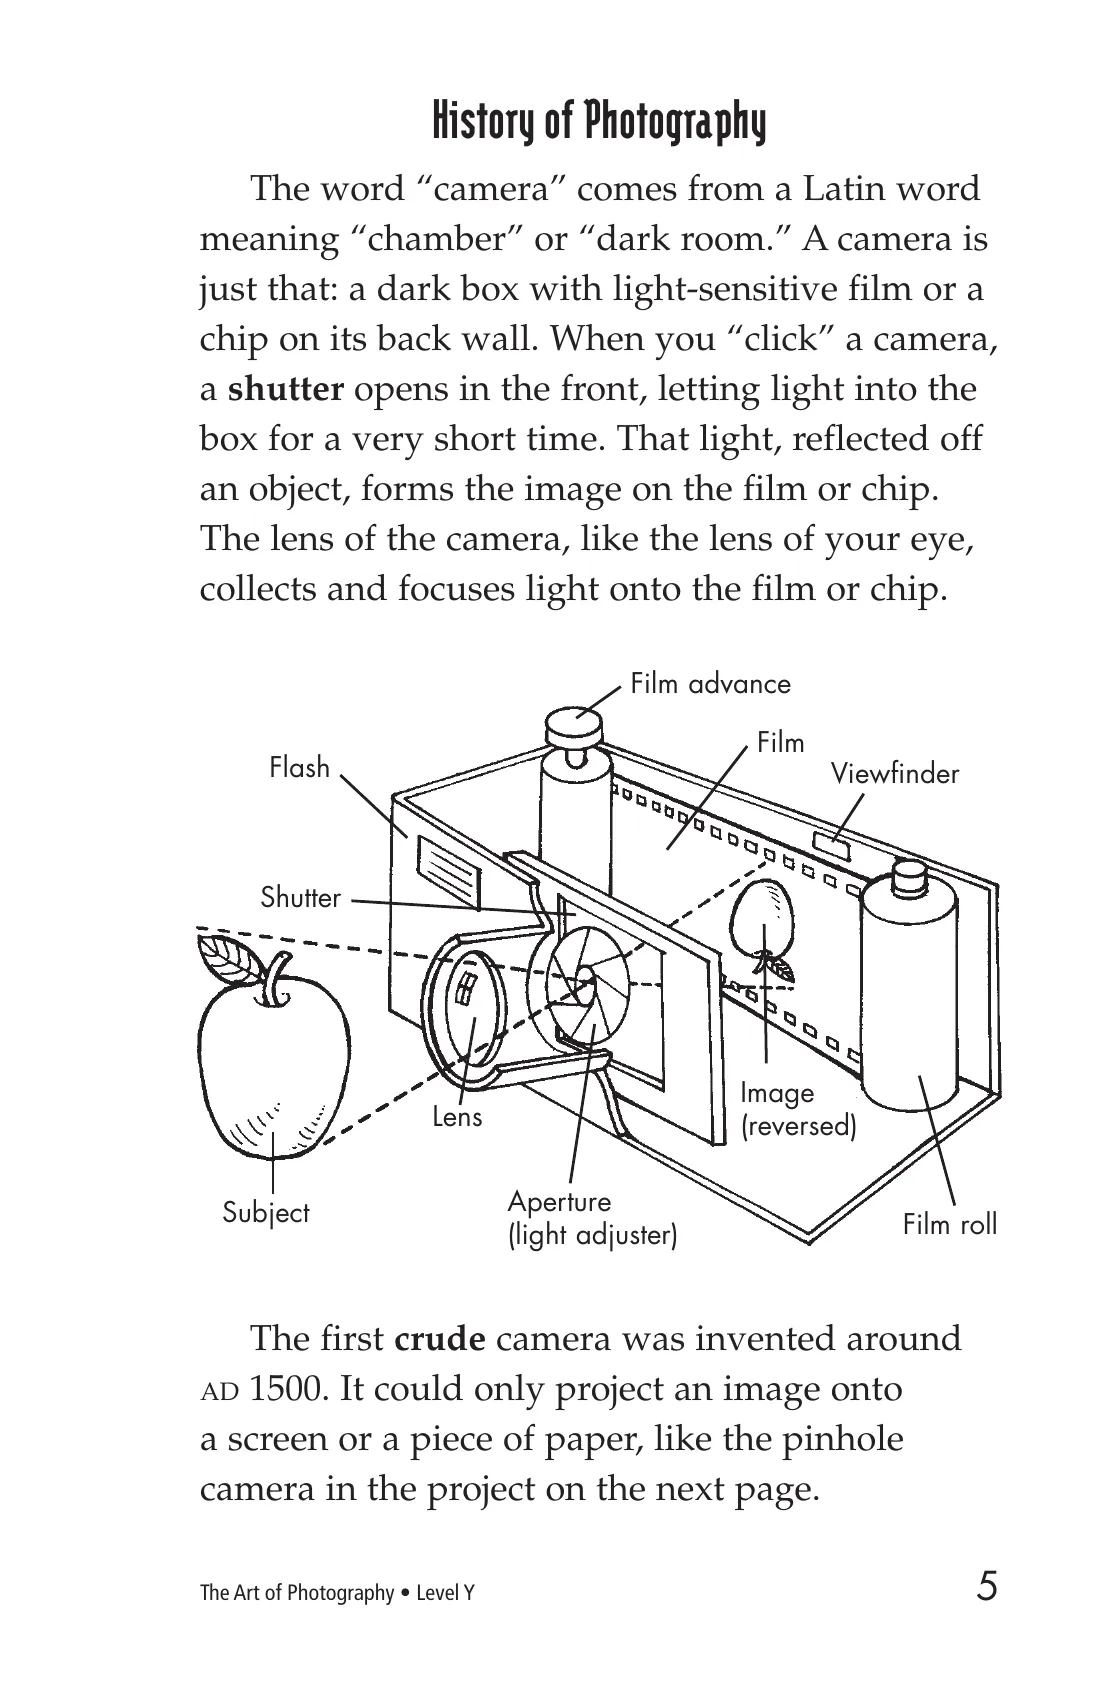 History of Photography
The word “camera” comes from a Latin word
meaning “chamber” or “dark room.” A camera is
just that: a dark box with light-sensitive film or a
chip on its back wall. When you “click” a camera,
a shutter opens in the front, letting light into the
box for a very short time. That light, reflected off
an object, forms the image on the film or chip.
The lens of the camera, like the lens of your eye,
collects and focuses light onto the film or chip.
Film advance
Film
Flash
Viewfinder
Shutter
Image
(reversed)
Lens
Subject
Aperture
(light adjuster)
Film roll
The first crude camera was invented around
AD 1500. It could only project an image onto
a screen or a piece of paper, like the pinhole
camera in the project on the next page.
The Art of Photography • Level Y
5